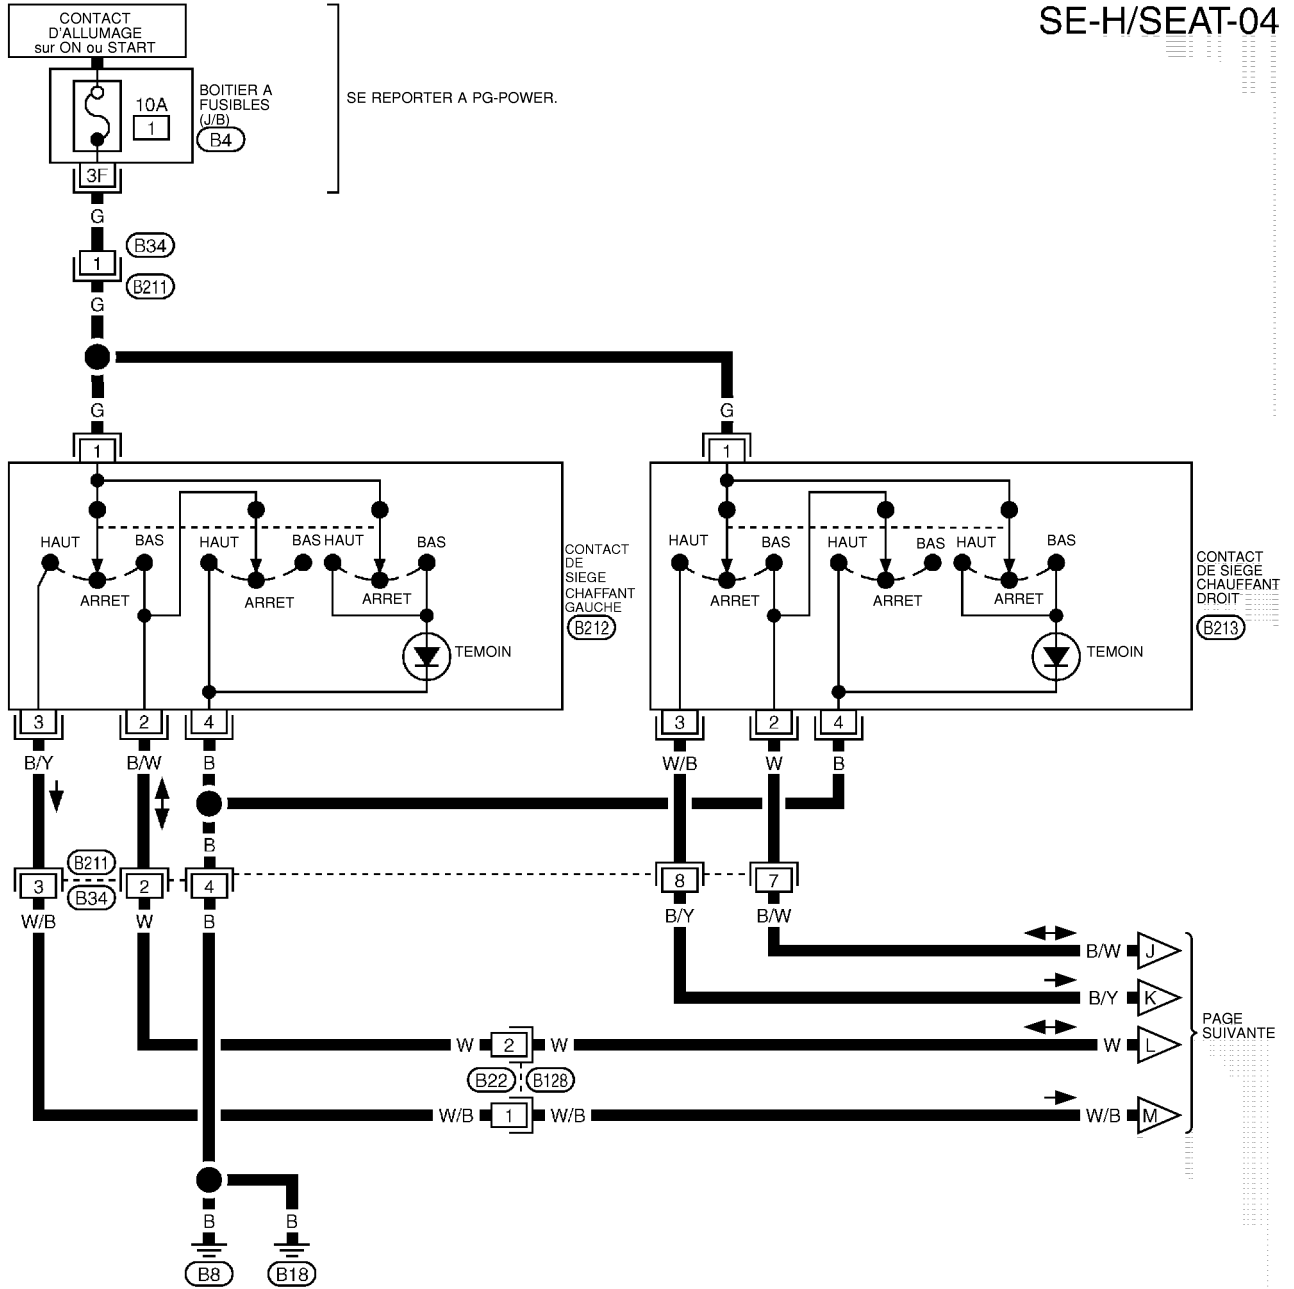 SE-H/SEAT-04
CONTACT
D'ALLUMAGE
sur ON ou START
10A
1
BOITIER A
FUSIBLES
(J/B)
B4
SE REPORTER A PG-POWER.
3F
G
B34
1
B211
G
G
G
1
1
HAUT
BAS
HAUT
BAS
HAUT
BAS
ARRET
ARRET
ARRET
TEMOIN
CONTACT
DE
SIEGE
CHAFFANT
GAUCHE
B212
HAUT
BAS
HAUT
BAS
HAUT
BAS
ARRET
ARRET
ARRET
TEMOIN
CONTACT
DE SIEGE
CHAUFFANT
DROIT
B213
3
2
4
3
2
4
B/Y
B/W
B
W/B
W
B
B
B211
3
B34
2
4
8
7
W/B
W
B
B/Y
B/W
B/W
J
B/Y
K
W
2
W
W
L
B22
B128
W/B
1
W/B
W/B
M
PAGE
SUIVANTE
B
B
B8
B18